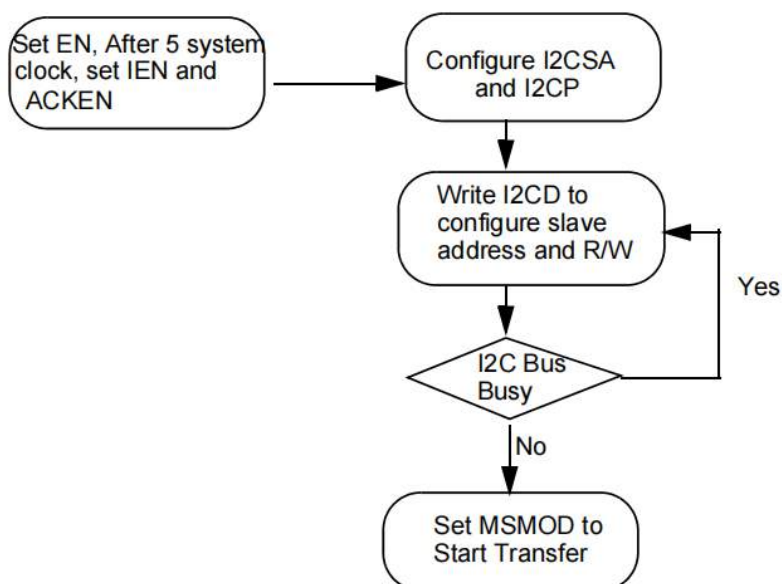 Set EN, After 5 system
clock, set IEN and
ACKEN
Configure I2CSA
and I2CP
Write I2CD to
configure slave
address and R/W
Yes
I2C Bus
Busy
No
Set MSMOD to
Start Transfer